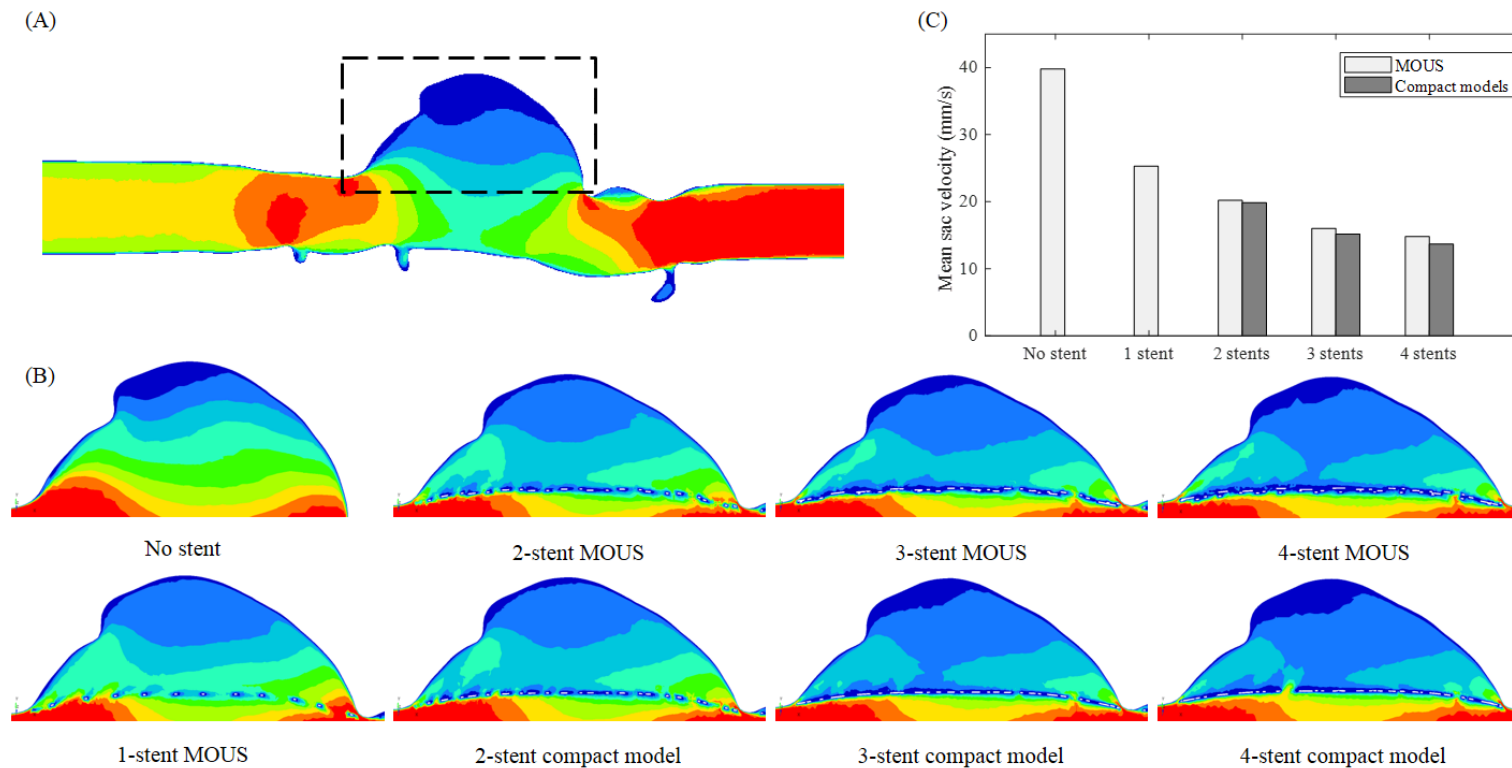 (A)
(C)
Mean sac velocity (mm/s)
40
30
20
10
0
MOUS
Compact models
No stent
1 stent
2 stents
3 stents
4 stents
(B)
No stent
2-stent MOUS
3-stent MOUS
4-stent MOUS
1-stent MOUS
2-stent compact model
3-stent compact model
4-stent compact model